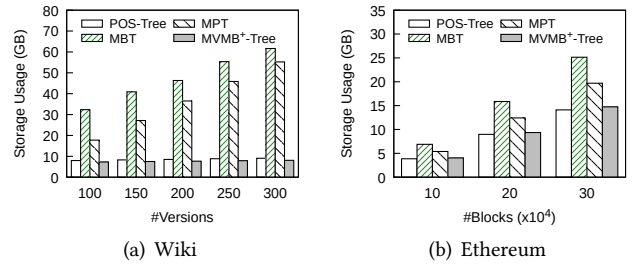 Storage Usage (GB)
80
70
60
50
40
30
20
10
0
POS-Tree
MBT
MPT
MVMB+-Tree
100 150 200 250 300
#Versions
(a) Wiki
Storage Usage (GB)
35
30
25
20
15
10
5
0
POS-Tree
MBT
MPT
MVMB+-Tree
10 20 30
#Blocks (x10^4)
(b) Ethereum